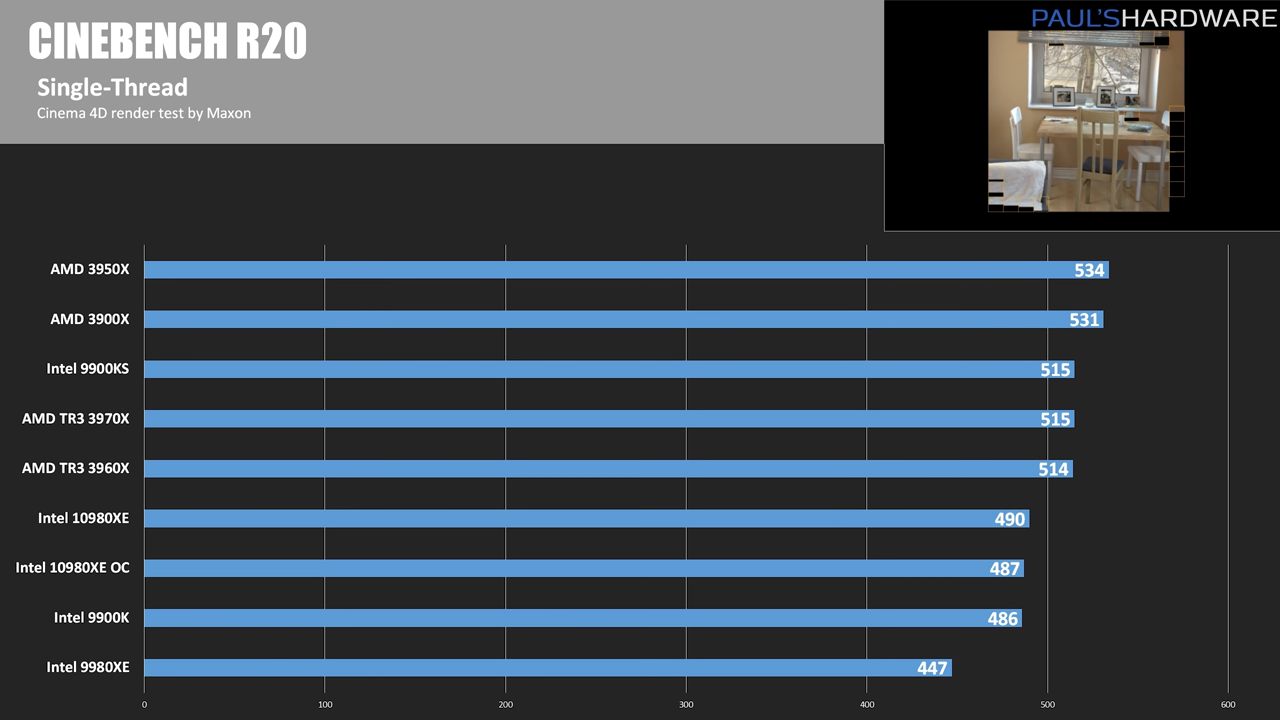 CINEBENCH R20
Single-Thread
Cinema 4D render test by Maxon
PAUL'SHARDWARE
AMD 3950X 534
AMD 3900X 531
Intel 9900KS 515
AMD TR3 3970X 515
AMD TR3 3960X 514
Intel 10980XE 490
Intel 10980XE OC 487
Intel 9900K 486
Intel 9980XE 447
0 100 200 300 400 500 600